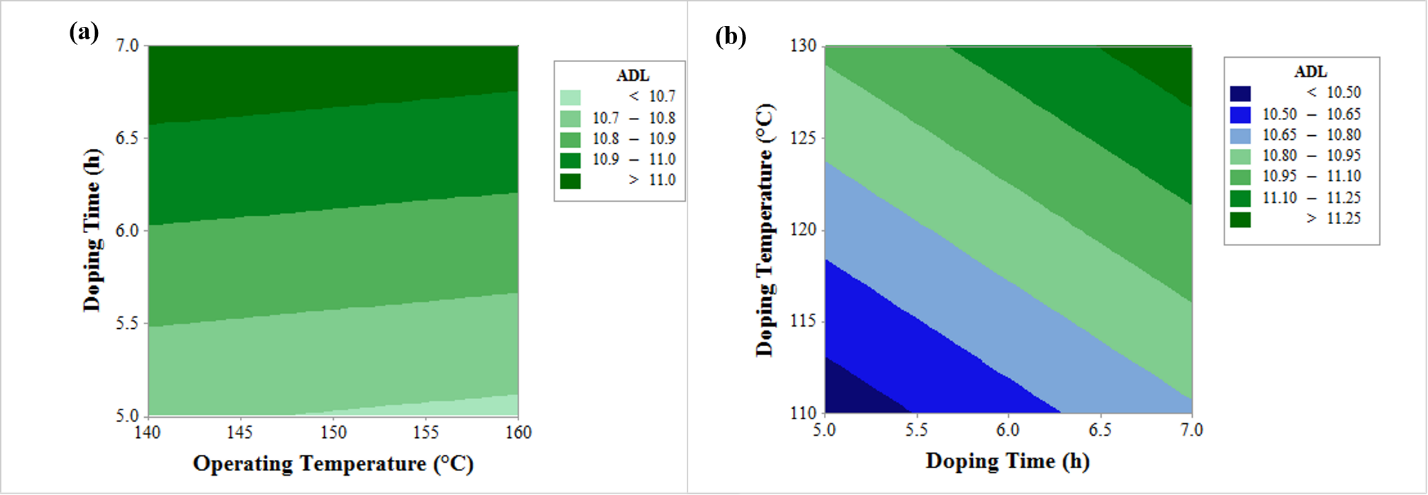 (a)
7.0
6.5
6.0
5.5
5.0
Doping Time (h)
140 145 150 155 160
Operating Temperature (°C)
ADL
< 10.7
10.7 – 10.8
10.8 – 10.9
10.9 – 11.0
> 11.0
(b)
130
125
120
115
110
Doping Temperature (°C)
5.0 5.5 6.0 6.5 7.0
Doping Time (h)
ADL
< 10.50
10.50 – 10.65
10.65 – 10.80
10.80 – 10.95
10.95 – 11.10
11.10 – 11.25
> 11.25